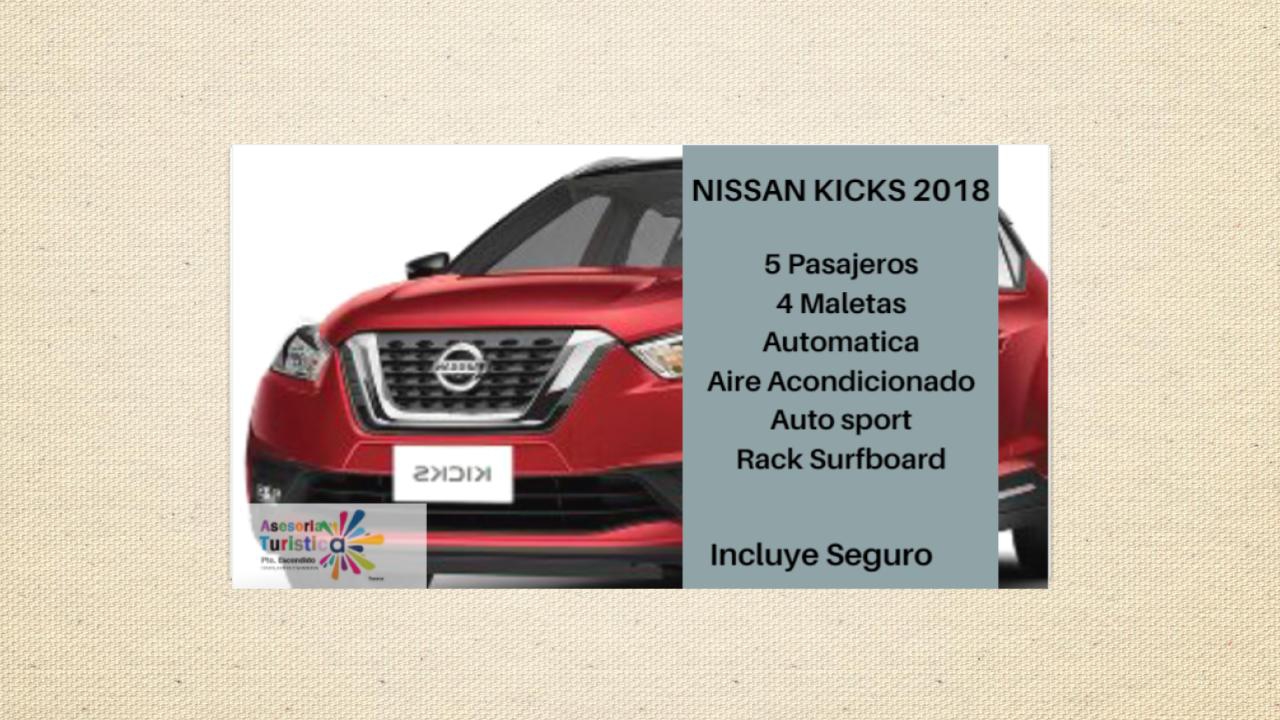 NISSAN KICKS 2018
5 Pasajeros
4 Maletas
Automatica
Aire Acondicionado
Auto sport
Rack Surfboard
Incluye Seguro
NISSAN
KICKS
Asesoria
Turistica
Pto. Escondido